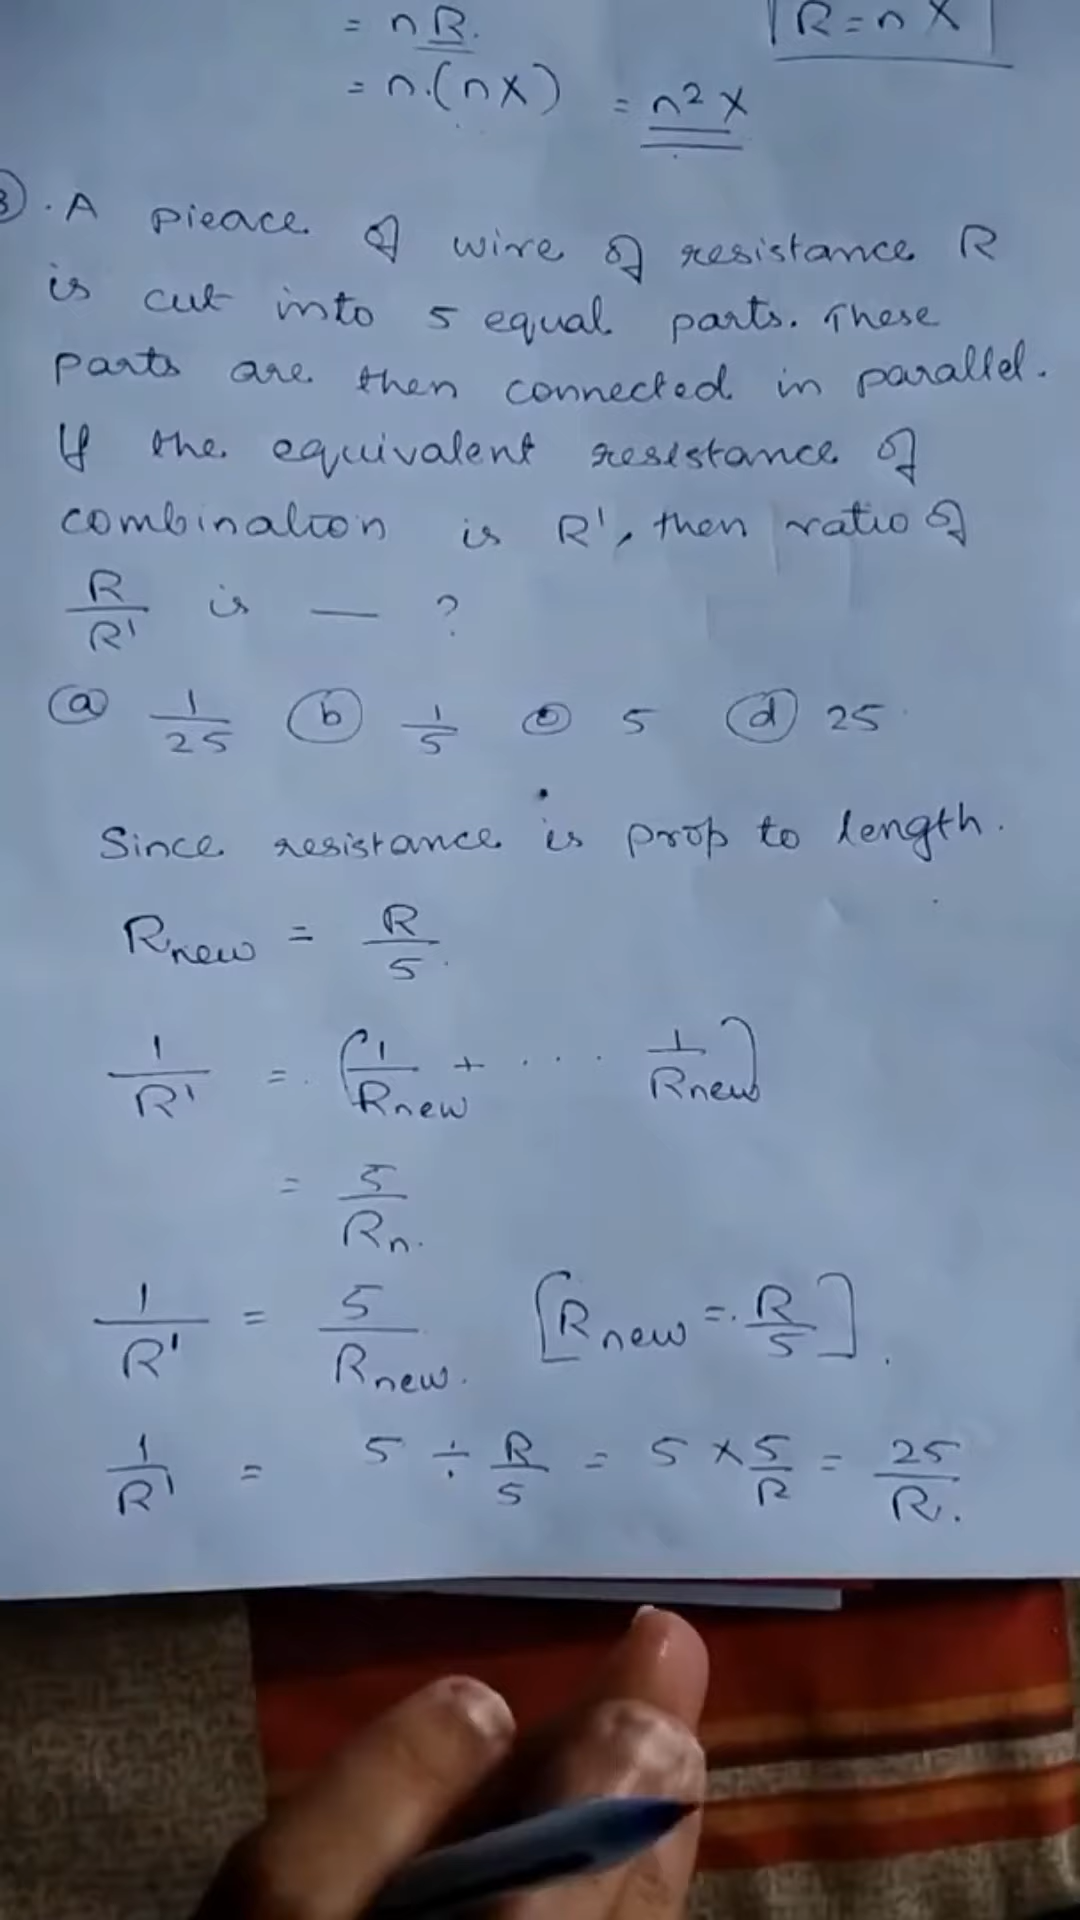 = nR.
R = n X
= n.(nX) = n²X
3). A pieace of wire of resistance R
is cut into 5 equal parts. These
parts are then connected in parallel.
If the equivalent resistance of
combination is R', then ratio of
R/R' is — ?
(a) 1/25 (b) 1/5 (c) 5 (d) 25
Since resistance is prop to length.
Rnew = R/5.
1/R' = [1/Rnew + .... 1/Rnew]
= 5/Rn.
1/R' = 5/Rnew. [Rnew = R/5].
1/R' = 5 ÷ R/5 = 5 × 5/R = 25/R.